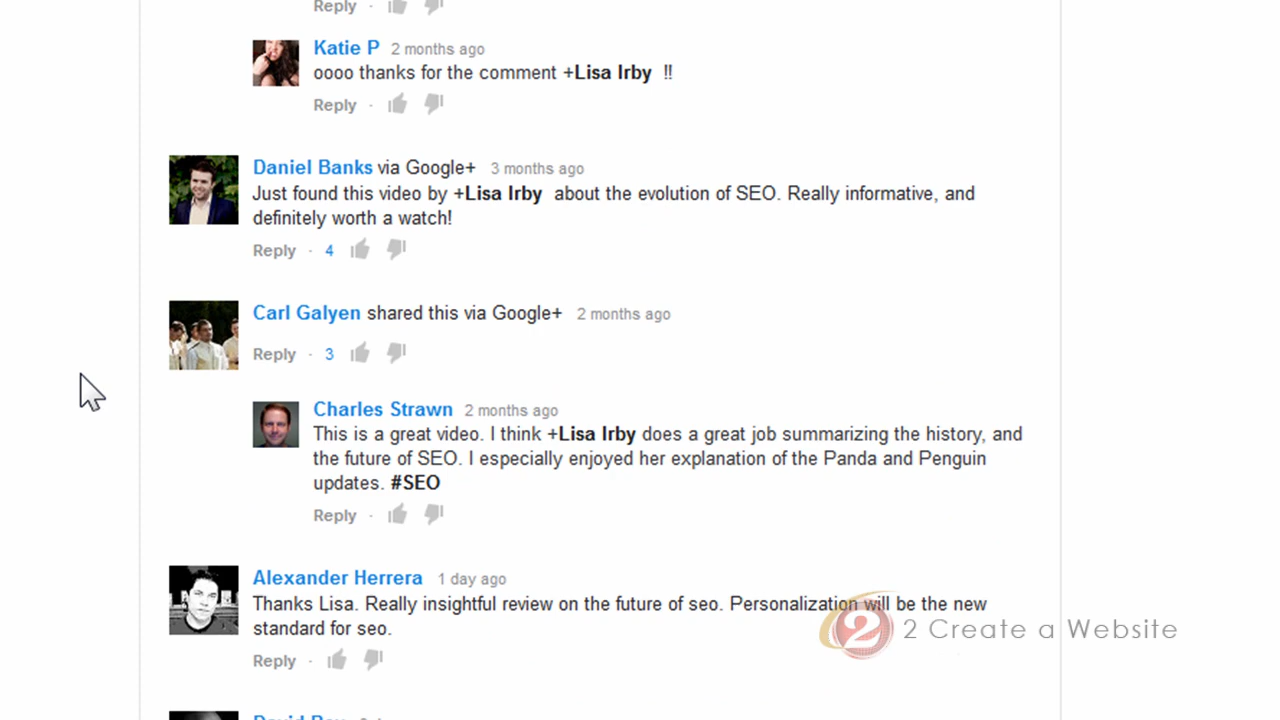 Reply ·
Katie P 2 months ago
oooo thanks for the comment +Lisa Irby !!
Reply ·
Daniel Banks via Google+ 3 months ago
Just found this video by +Lisa Irby about the evolution of SEO. Really informative, and
definitely worth a watch!
Reply · 4
Carl Galyen shared this via Google+ 2 months ago
Reply · 3
Charles Strawn 2 months ago
This is a great video. I think +Lisa Irby does a great job summarizing the history, and
the future of SEO. I especially enjoyed her explanation of the Panda and Penguin
updates. #SEO
Reply ·
Alexander Herrera 1 day ago
Thanks Lisa. Really insightful review on the future of seo. Personalization will be the new
standard for seo.
2 2 Create a Website
Reply ·
David